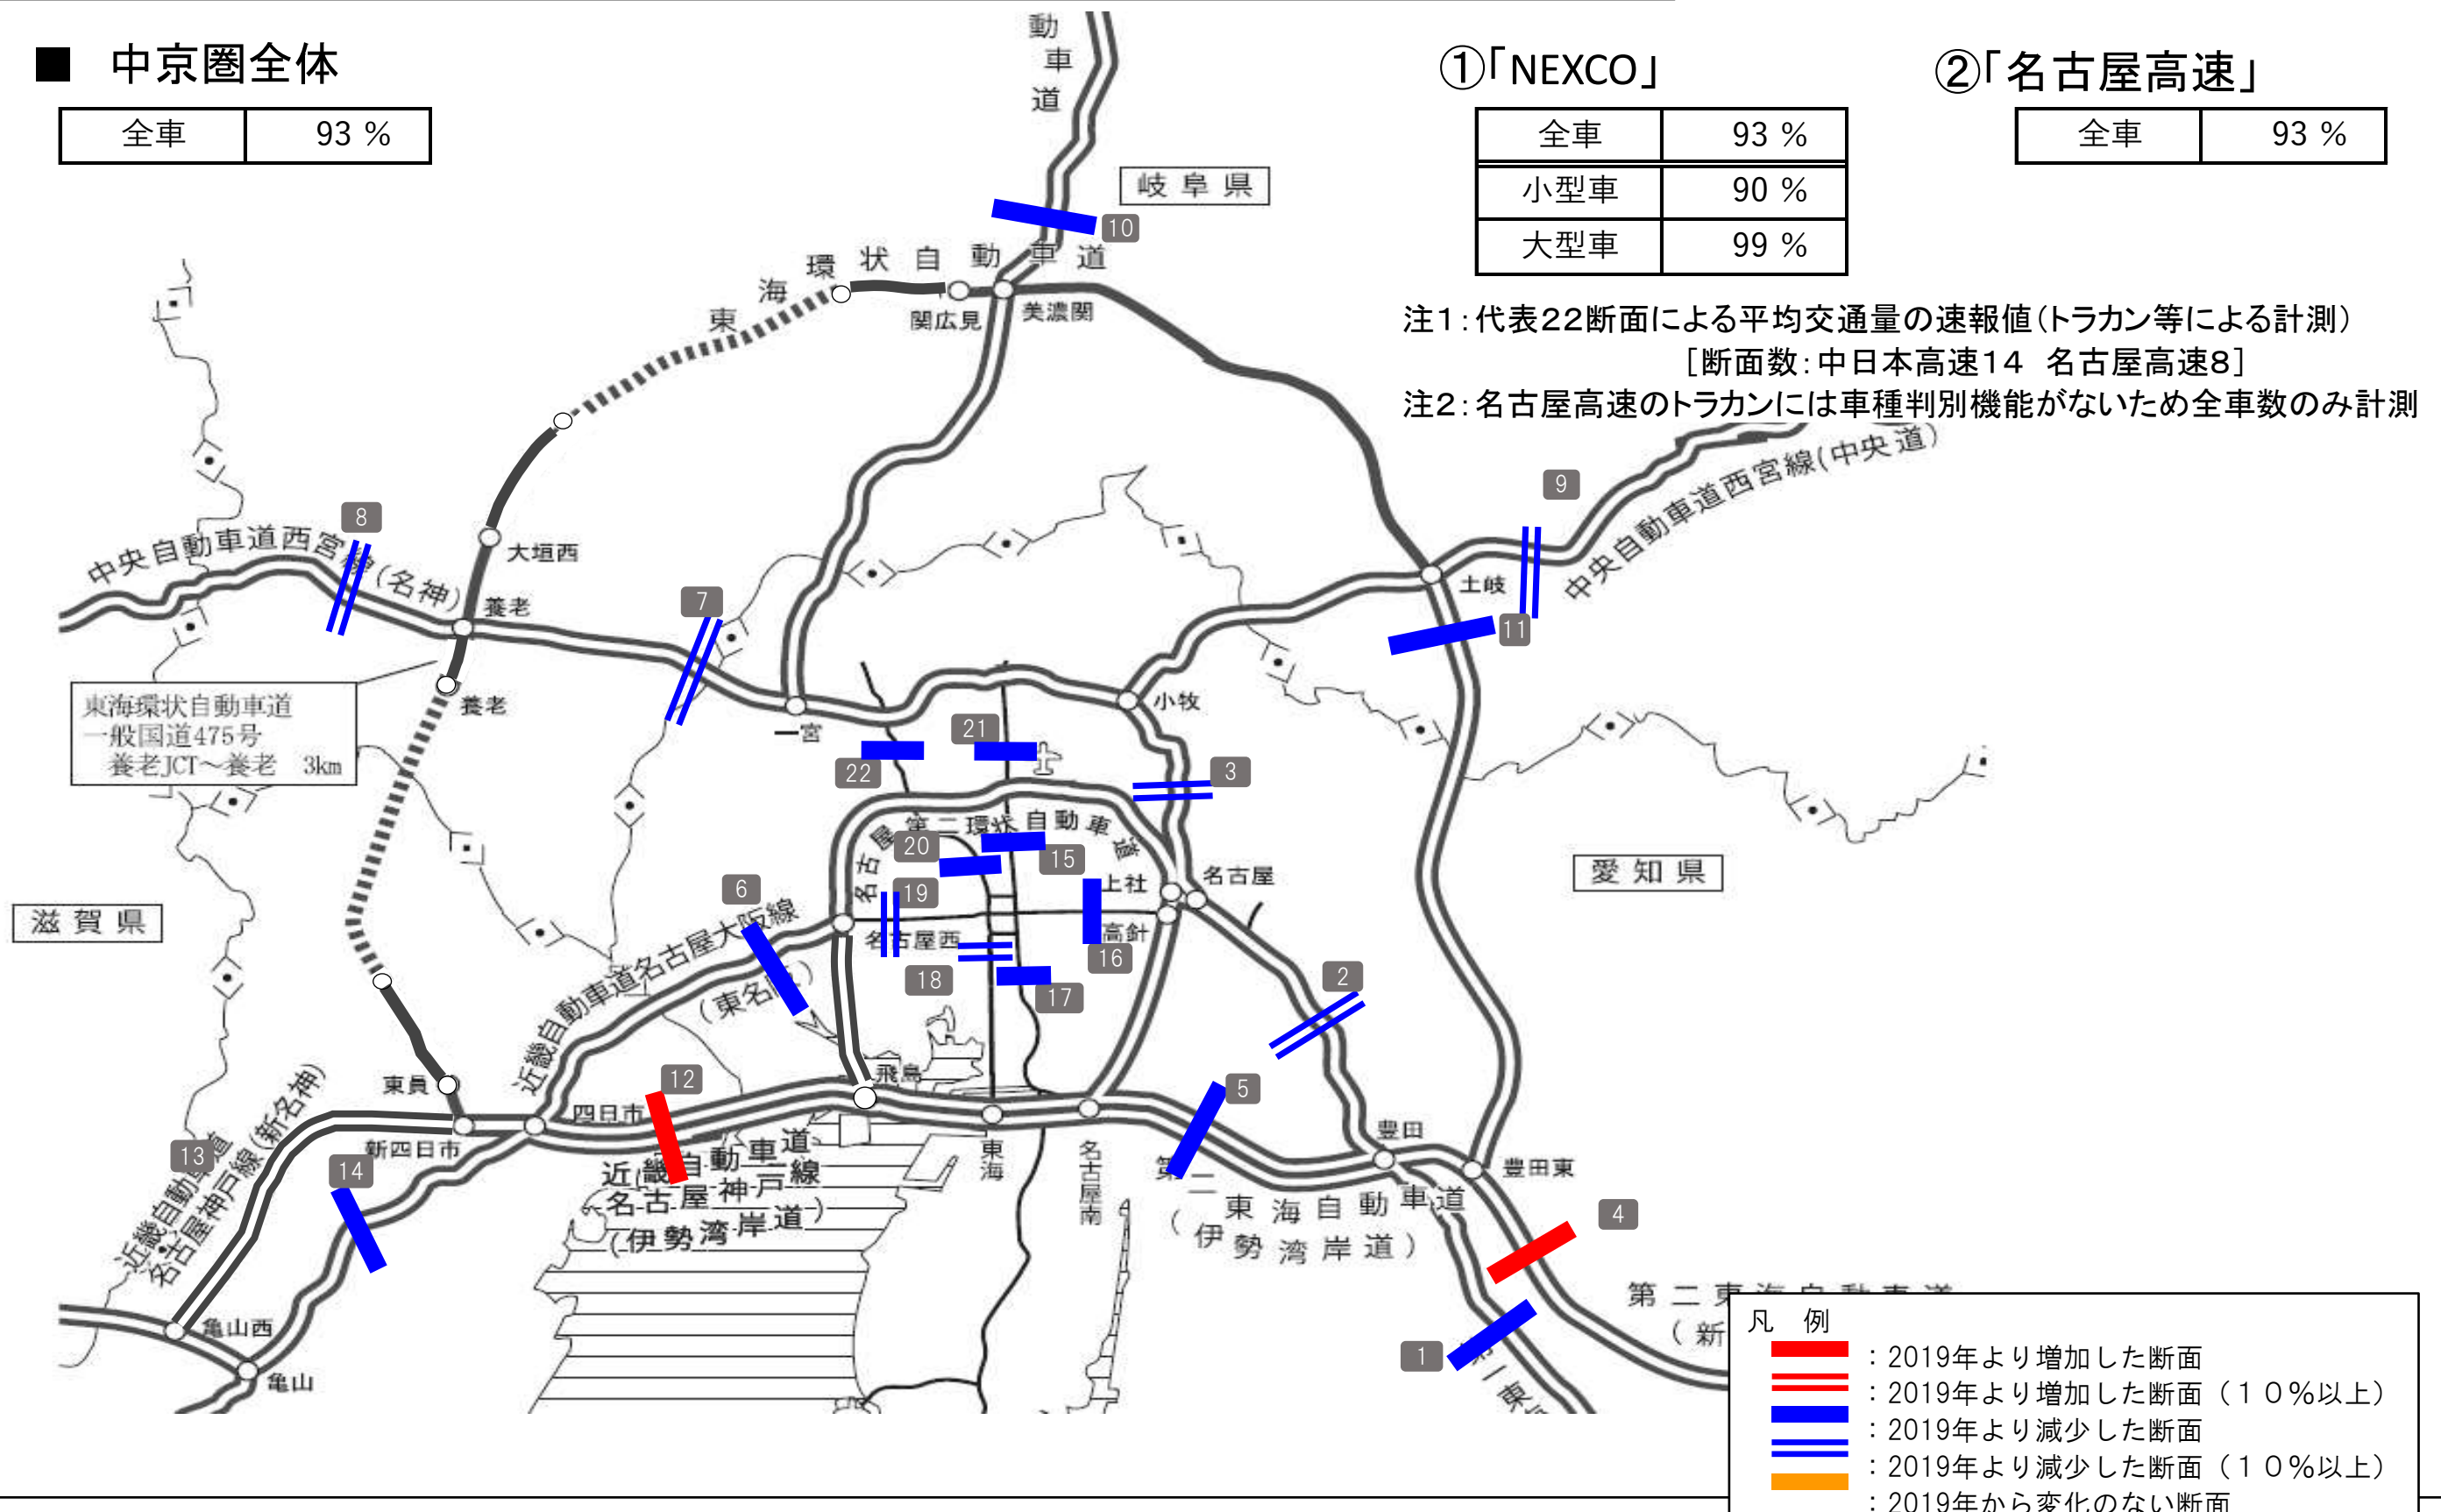 ■ 中京圏全体
全車 93 %
①「NEXCO」
全車 93 %
小型車 90 %
大型車 99 %
②「名古屋高速」
全車 93 %
注1：代表22断面による平均交通量の速報値（トラカン等による計測）
［断面数：中日本高速14 名古屋高速8］
注2：名古屋高速のトラカンには車種判別機能がないため全車数のみ計測
動車道
岐阜県
10
東海環状自動車道
関広見
美濃関
9
中央自動車道西宮線(中央道)
8
中央自動車道西宮線(名神)
大垣西
養老
7
土岐
11
東海環状自動車道
一般国道475号
養老JCT～養老 3km
養老
一宮
小牧
21
22
3
名古屋第二環状自動車道
20
15
愛知県
滋賀県
6
19
上社
名古屋
名古屋西
高針
16
近畿自動車道名古屋大阪線
(東名阪)
18
17
2
東員
12
飛島
5
四日市
新四日市
13
14
近畿自動車道
名古屋神戸線(新名神)
近畿自動車道
名古屋神戸線
(伊勢湾岸道)
東海
名古屋南
豊田
豊田東
第二東海自動車道
(伊勢湾岸道)
4
亀山西
亀山
1
第一東
第二東海自動車道
(新
凡 例
：2019年より増加した断面
：2019年より増加した断面（１０％以上）
：2019年より減少した断面
：2019年より減少した断面（１０％以上）
：2019年から変化のない断面